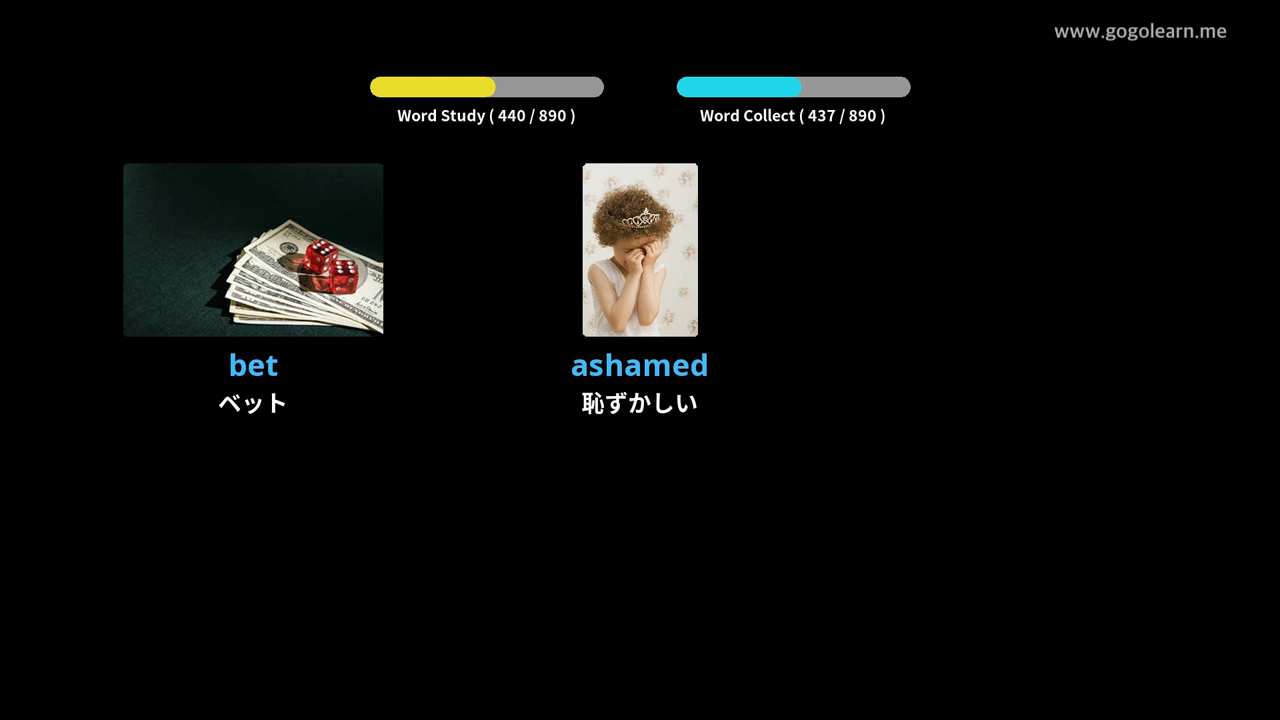 www.gogolearn.me
Word Study ( 440 / 890 )
Word Collect ( 437 / 890 )
bet
ベット
ashamed
恥ずかしい